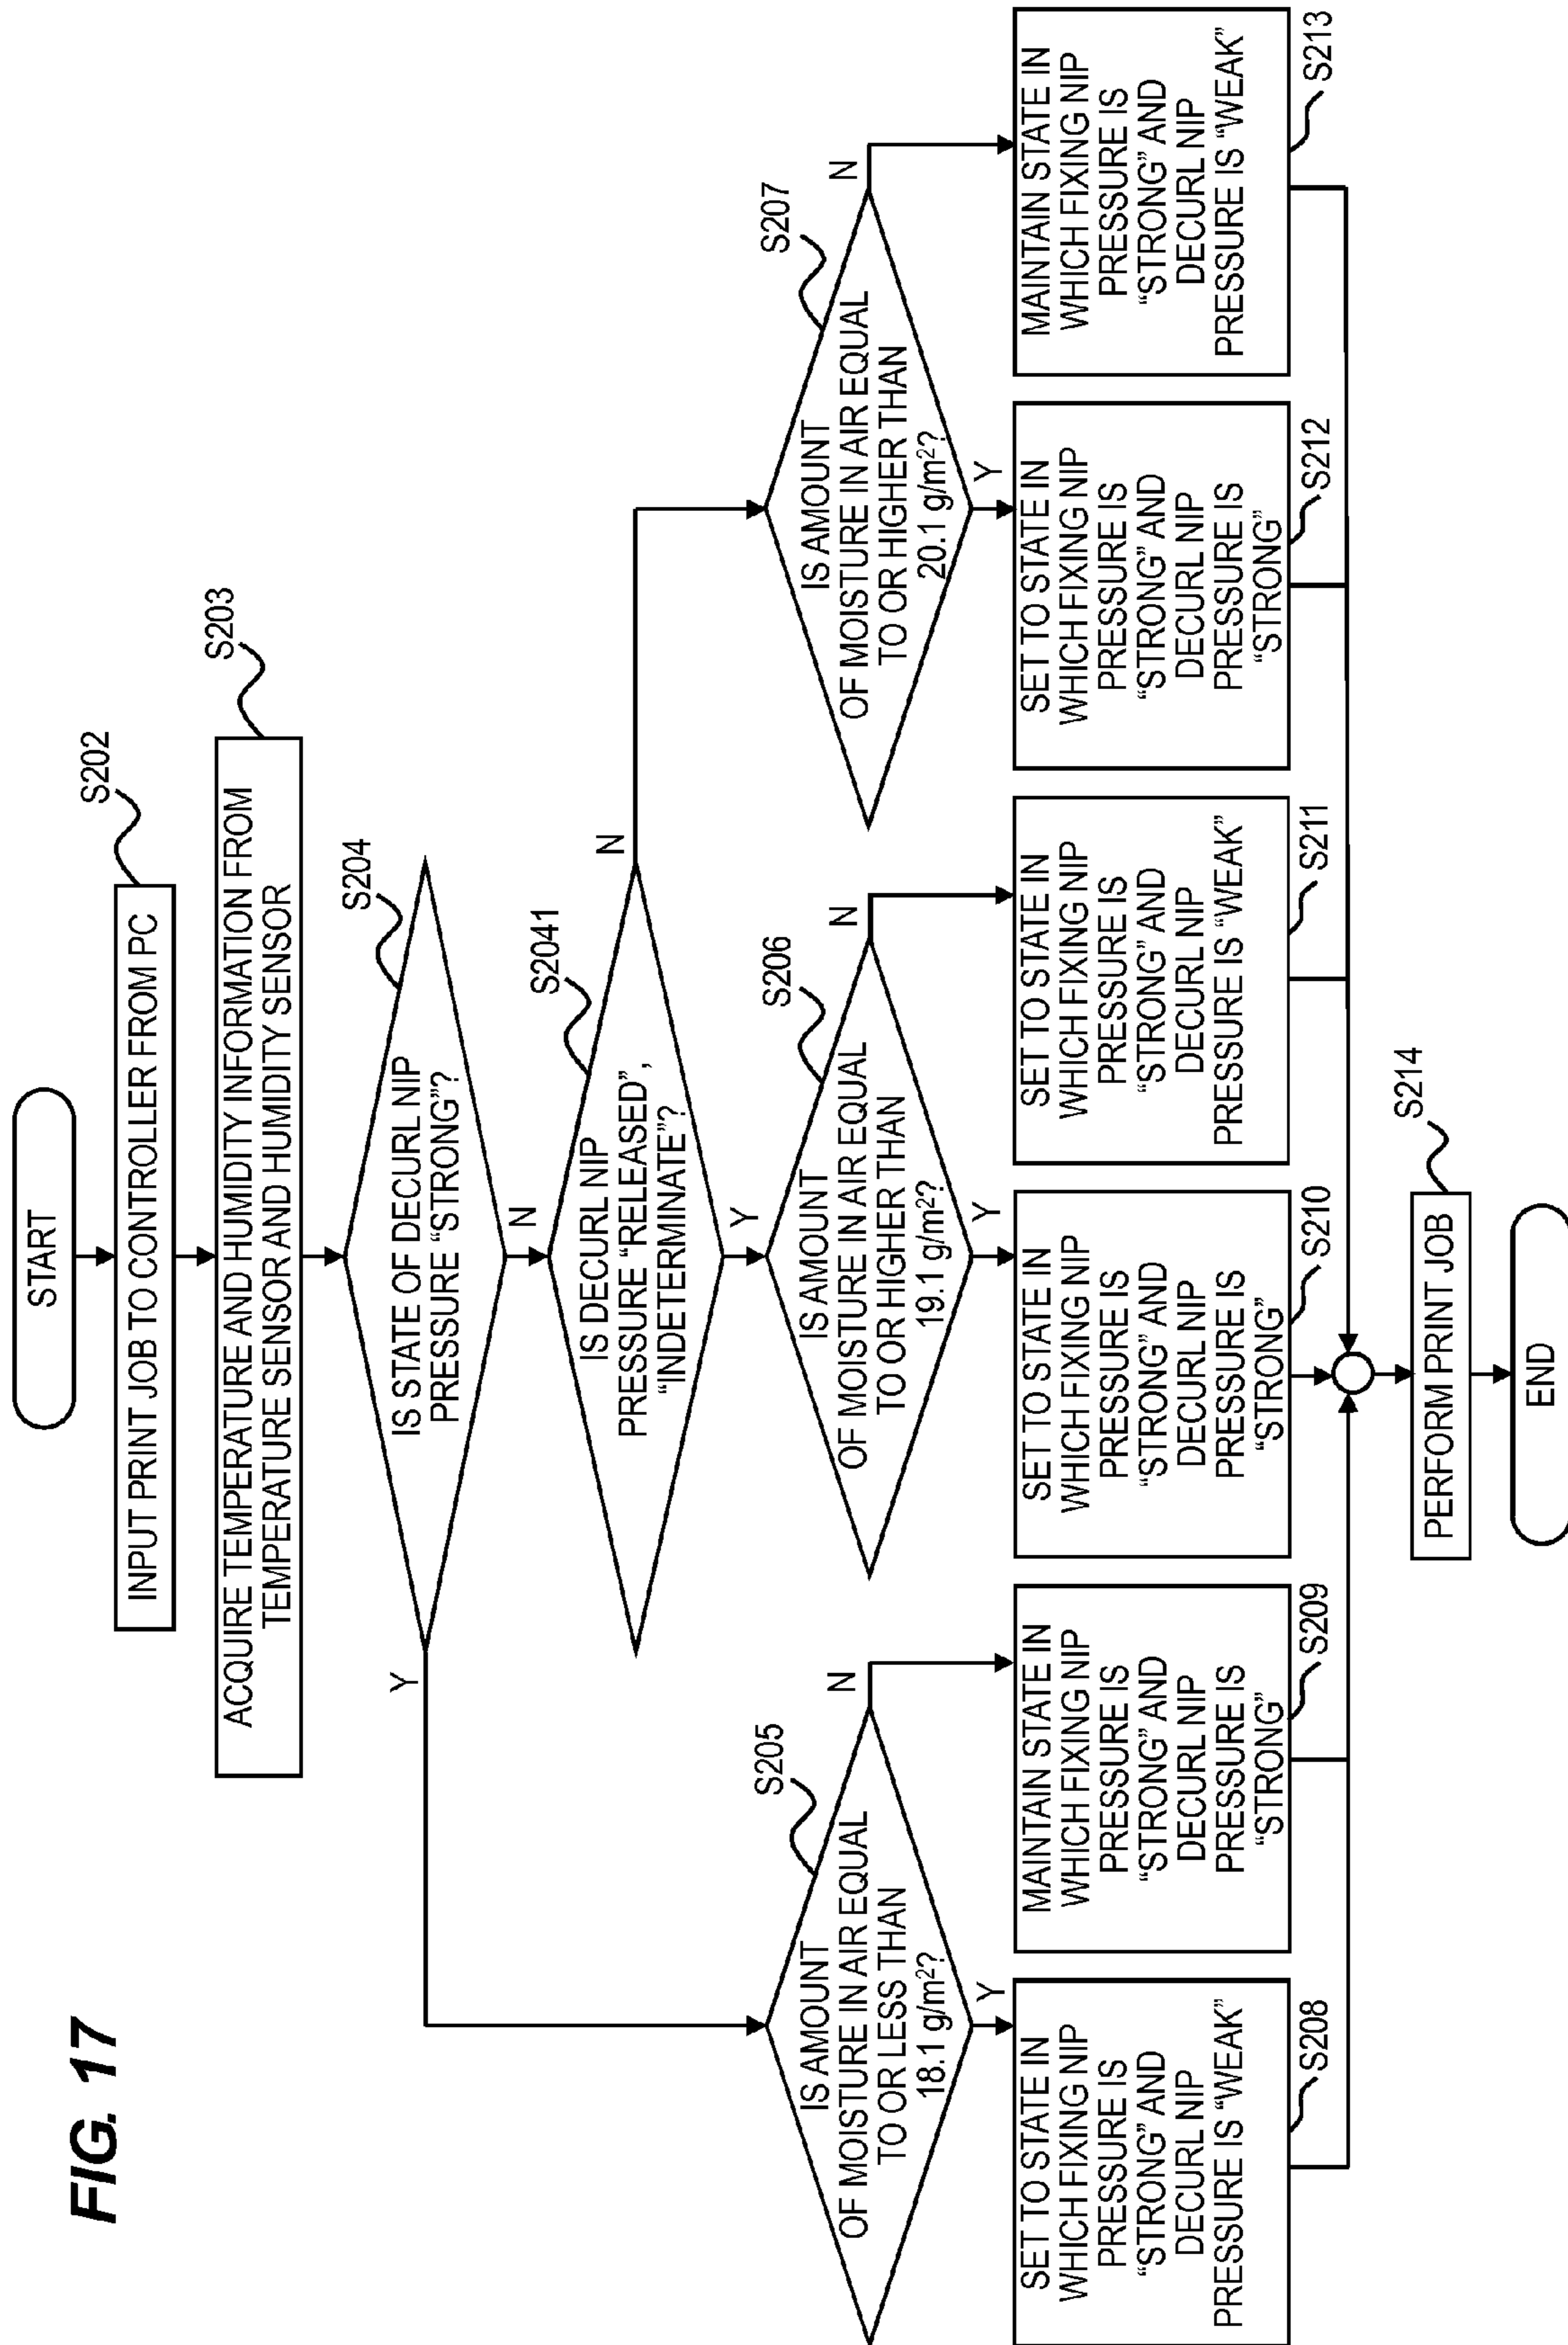 FIG. 17
START
INPUT PRINT JOB TO CONTROLLER FROM PC
S202
ACQUIRE TEMPERATURE AND HUMIDITY INFORMATION FROM
TEMPERATURE SENSOR AND HUMIDITY SENSOR
S203
IS STATE OF DECURL NIP
PRESSURE “STRONG”?
S204
Y
N
IS DECURL NIP
PRESSURE “RELEASED”,
“INDETERMINATE”?
S2041
Y
N
IS AMOUNT
OF MOISTURE IN AIR EQUAL
TO OR LESS THAN
18.1 g/m²?
S205
Y
N
IS AMOUNT
OF MOISTURE IN AIR EQUAL
TO OR HIGHER THAN
19.1 g/m²?
S206
Y
N
IS AMOUNT
OF MOISTURE IN AIR EQUAL
TO OR HIGHER THAN
20.1 g/m²?
S207
Y
N
SET TO STATE IN
WHICH FIXING NIP
PRESSURE IS
“STRONG” AND
DECURL NIP
PRESSURE IS “WEAK”
S208
MAINTAIN STATE IN
WHICH FIXING NIP
PRESSURE IS
“STRONG” AND
DECURL NIP
PRESSURE IS
“STRONG”
S209
SET TO STATE IN
WHICH FIXING NIP
PRESSURE IS
“STRONG” AND
DECURL NIP
PRESSURE IS
“STRONG”
S210
SET TO STATE IN
WHICH FIXING NIP
PRESSURE IS
“STRONG” AND
DECURL NIP
PRESSURE IS “WEAK”
S211
SET TO STATE IN
WHICH FIXING NIP
PRESSURE IS
“STRONG” AND
DECURL NIP
PRESSURE IS
“STRONG”
S212
MAINTAIN STATE IN
WHICH FIXING NIP
PRESSURE IS
“STRONG” AND
DECURL NIP
PRESSURE IS “WEAK”
S213
PERFORM PRINT JOB
S214
END